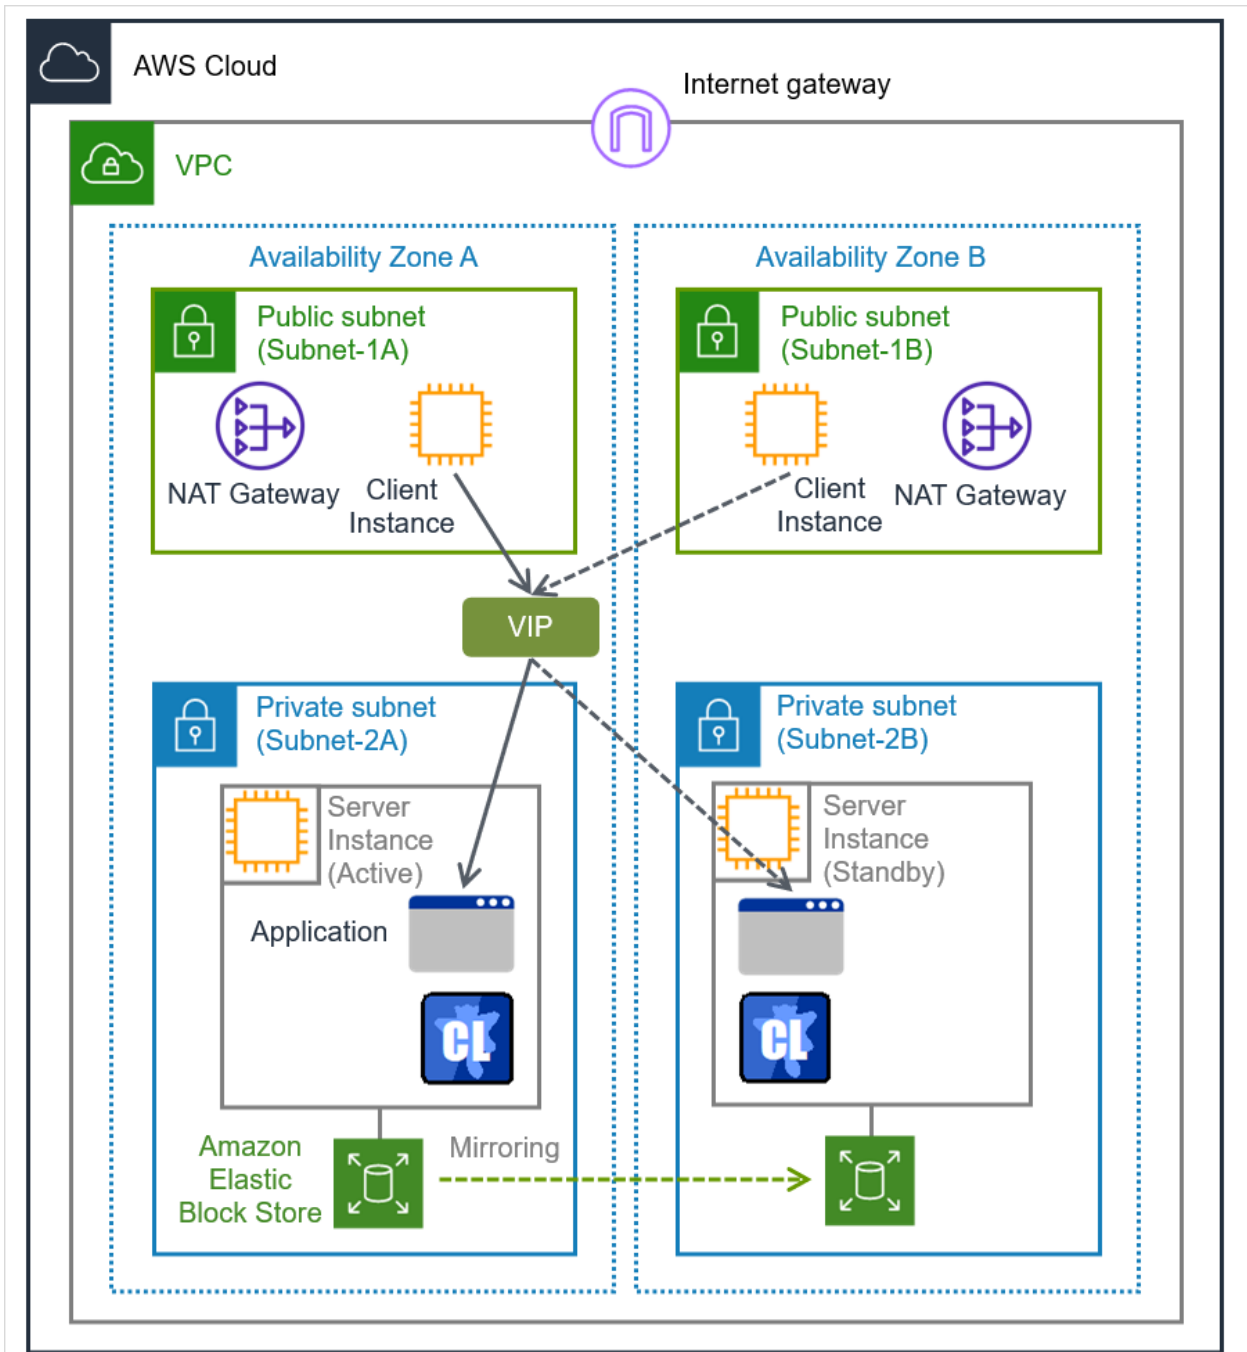 AWS Cloud
Internet gateway
VPC
Availability Zone A
Availability Zone B
Public subnet
(Subnet-1A)
Public subnet
(Subnet-1B)
NAT Gateway
Client
Instance
Client
Instance
NAT Gateway
VIP
Private subnet
(Subnet-2A)
Private subnet
(Subnet-2B)
Server
Instance
(Active)
Server
Instance
(Standby)
Application
CL
CL
Amazon
Elastic
Block Store
Mirroring